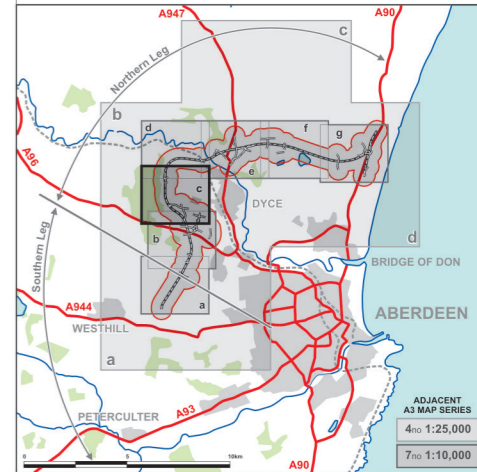 A947
A90
c
Northern Leg
b
d
f
g
A96
e
c
DYCE
b
d
BRIDGE OF DON
Southern Leg
a
A944
WESTHILL
ABERDEEN
a
ADJACENT
A3 MAP SERIES
4no 1:25,000
7no 1:10,000
A93
PETERCULTER
0 5 10km
A90